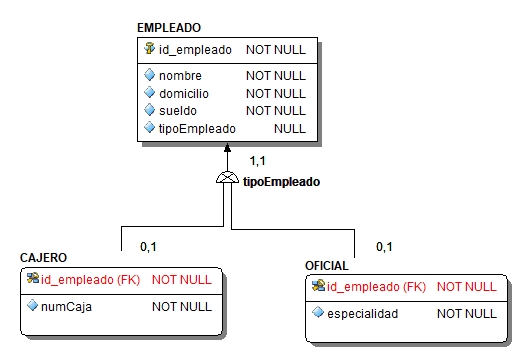 EMPLEADO
id_empleado NOT NULL
nombre NOT NULL
domicilio NOT NULL
sueldo NOT NULL
tipoEmpleado NULL
1,1
tipoEmpleado
0,1
0,1
CAJERO
id_empleado (FK) NOT NULL
numCaja NOT NULL
OFICIAL
id_empleado (FK) NOT NULL
especialidad NOT NULL